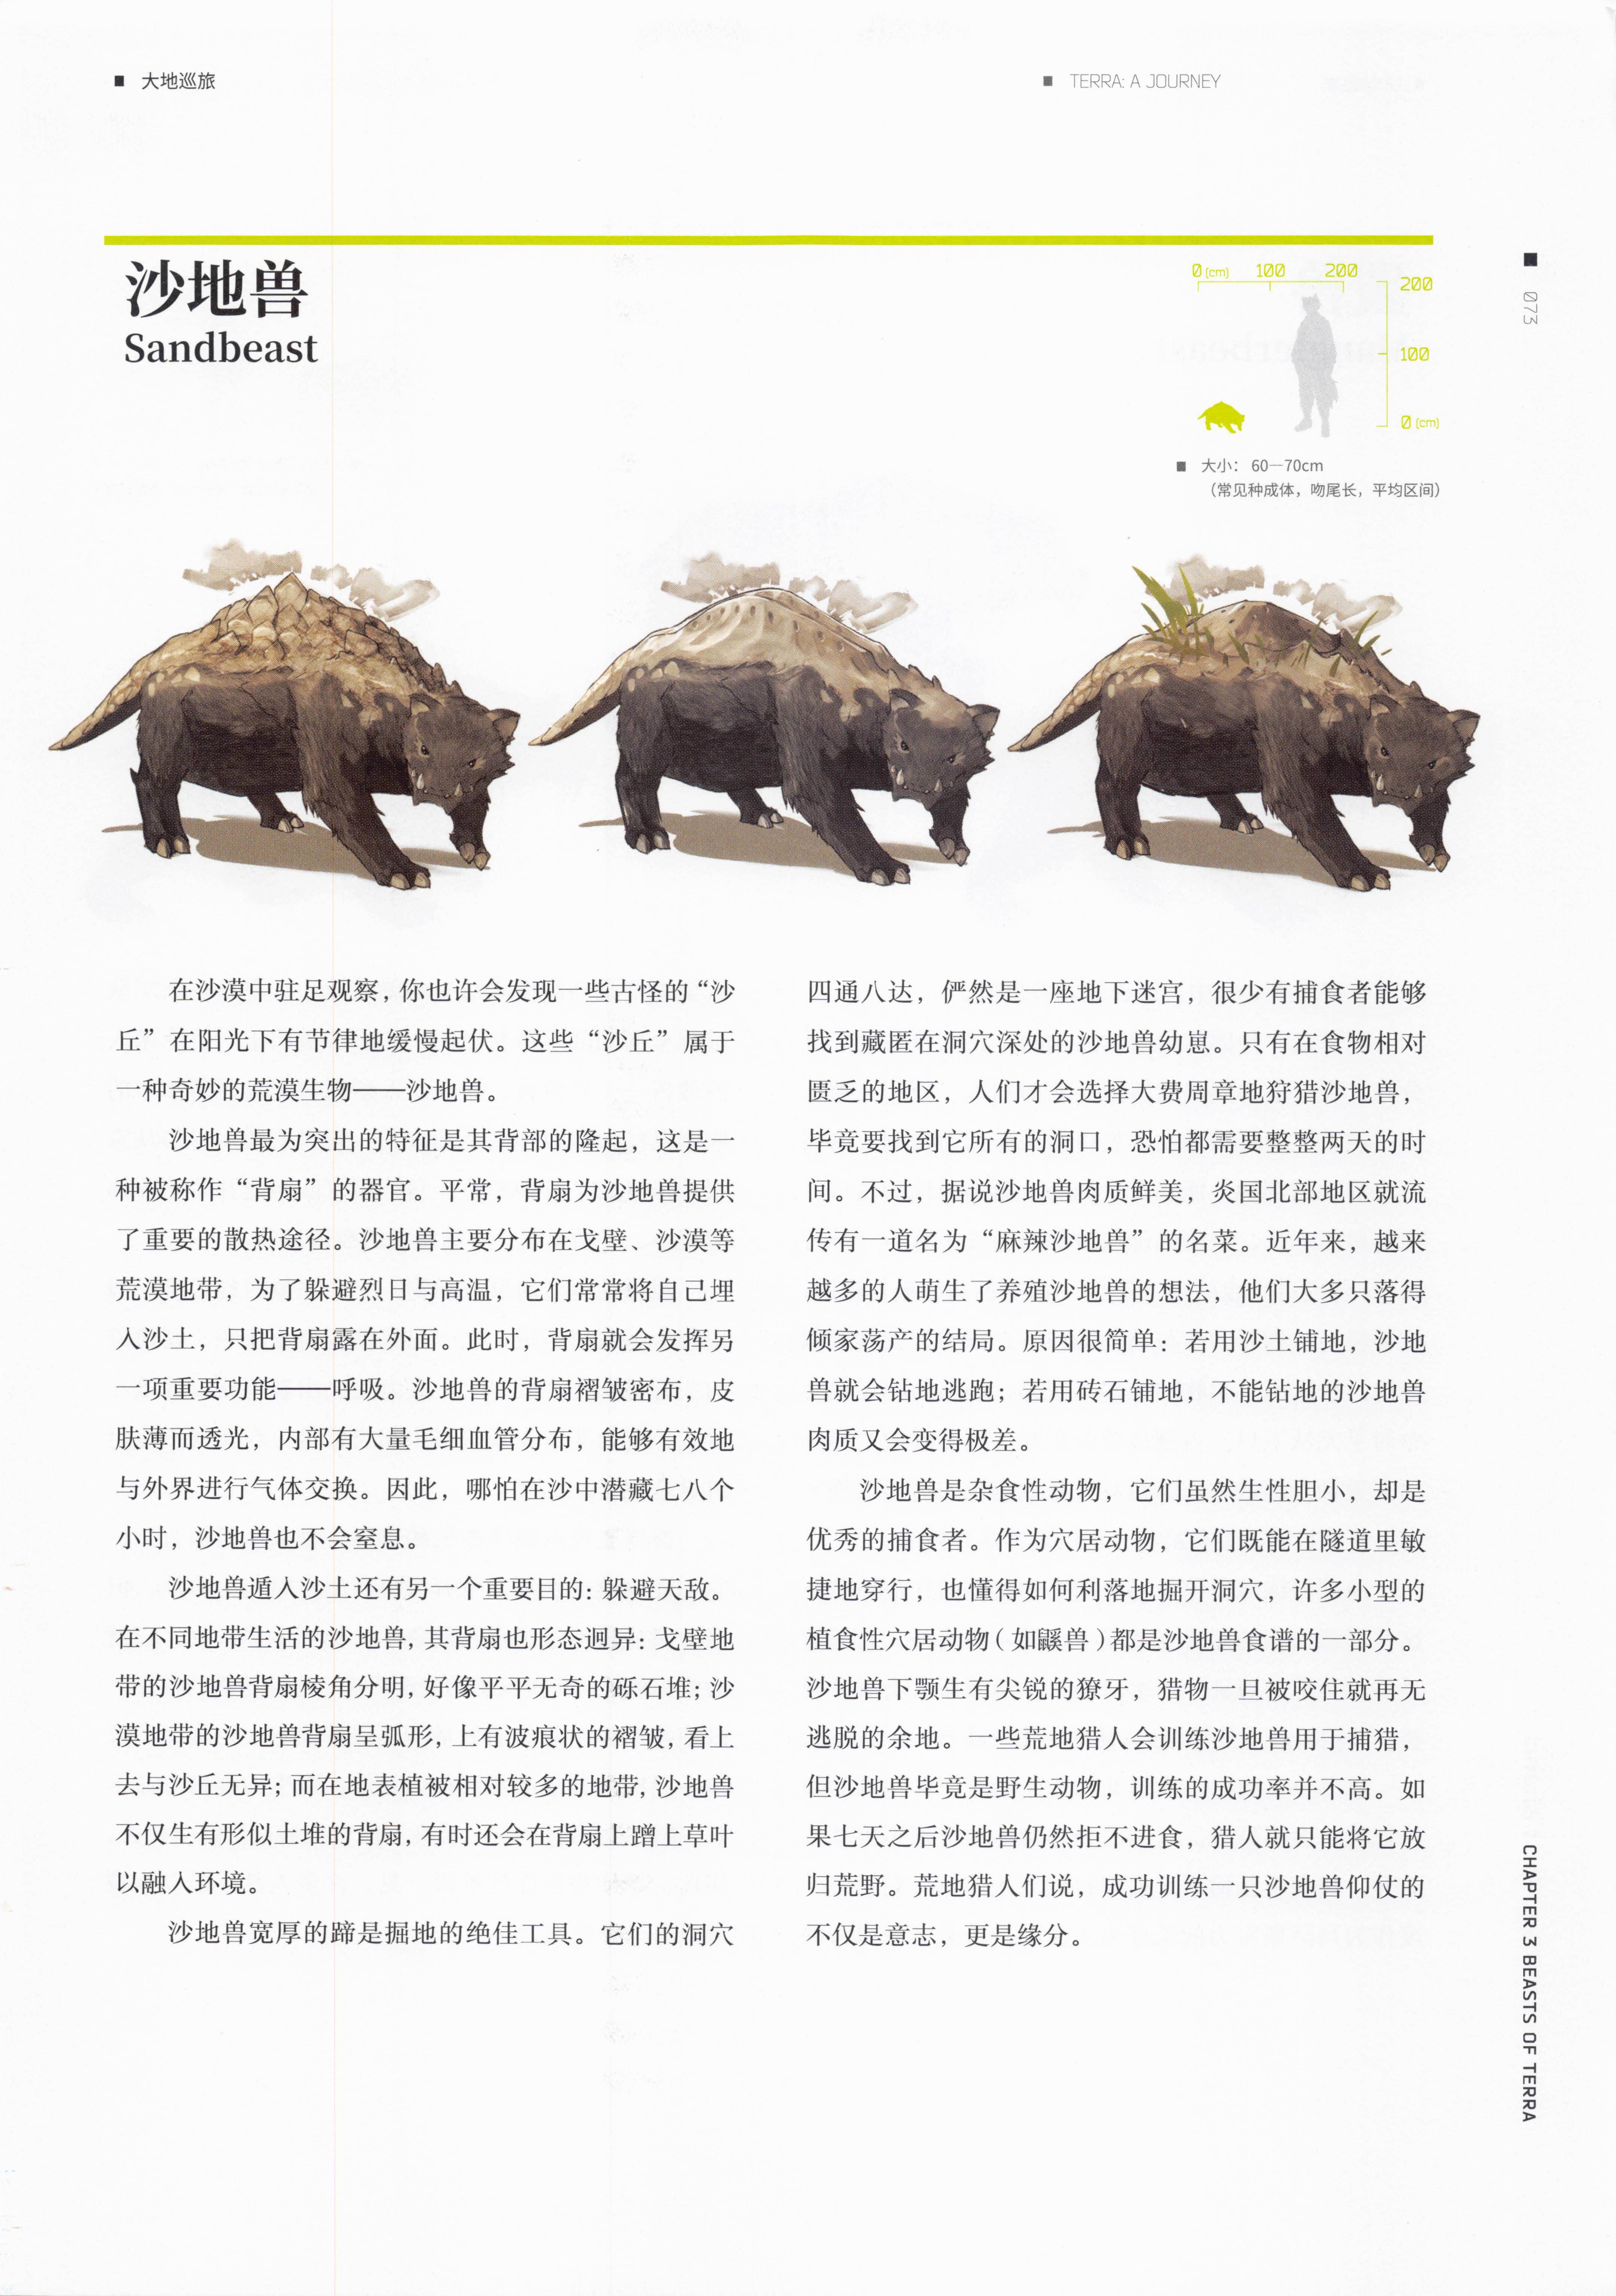 ■ 大地巡旅
■ TERRA: A JOURNEY
沙地兽
Sandbeast
0 (cm) 100 200
200
100
0 (cm)
■ 大小： 60—70cm
（常见种成体，吻尾长，平均区间）
■ 073
在沙漠中驻足观察，你也许会发现一些古怪的“沙
丘”在阳光下有节律地缓慢起伏。这些“沙丘”属于
一种奇妙的荒漠生物——沙地兽。
沙地兽最为突出的特征是其背部的隆起，这是一
种被称作“背扇”的器官。平常，背扇为沙地兽提供
了重要的散热途径。沙地兽主要分布在戈壁、沙漠等
荒漠地带，为了躲避烈日与高温，它们常常将自己埋
入沙土，只把背扇露在外面。此时，背扇就会发挥另
一项重要功能——呼吸。沙地兽的背扇褶皱密布，皮
肤薄而透光，内部有大量毛细血管分布，能够有效地
与外界进行气体交换。因此，哪怕在沙中潜藏七八个
小时，沙地兽也不会窒息。
沙地兽遁入沙土还有另一个重要目的：躲避天敌。
在不同地带生活的沙地兽，其背扇也形态迥异：戈壁地
带的沙地兽背扇棱角分明，好像平平无奇的砾石堆；沙
漠地带的沙地兽背扇呈弧形，上有波痕状的褶皱，看上
去与沙丘无异；而在地表植被相对较多的地带，沙地兽
不仅生有形似土堆的背扇，有时还会在背扇上蹭上草叶
以融入环境。
沙地兽宽厚的蹄是掘地的绝佳工具。它们的洞穴
四通八达，俨然是一座地下迷宫，很少有捕食者能够
找到藏匿在洞穴深处的沙地兽幼崽。只有在食物相对
匮乏的地区，人们才会选择大费周章地狩猎沙地兽，
毕竟要找到它所有的洞口，恐怕都需要整整两天的时
间。不过，据说沙地兽肉质鲜美，炎国北部地区就流
传有一道名为“麻辣沙地兽”的名菜。近年来，越来
越多的人萌生了养殖沙地兽的想法，他们大多只落得
倾家荡产的结局。原因很简单：若用沙土铺地，沙地
兽就会钻地逃跑；若用砖石铺地，不能钻地的沙地兽
肉质又会变得极差。
沙地兽是杂食性动物，它们虽然生性胆小，却是
优秀的捕食者。作为穴居动物，它们既能在隧道里敏
捷地穿行，也懂得如何利落地掘开洞穴，许多小型的
植食性穴居动物（如鼷兽）都是沙地兽食谱的一部分。
沙地兽下颚生有尖锐的獠牙，猎物一旦被咬住就再无
逃脱的余地。一些荒地猎人会训练沙地兽用于捕猎，
但沙地兽毕竟是野生动物，训练的成功率并不高。如
果七天之后沙地兽仍然拒不进食，猎人就只能将它放
归荒野。荒地猎人们说，成功训练一只沙地兽仰仗的
不仅是意志，更是缘分。
CHAPTER 3 BEASTS OF TERRA